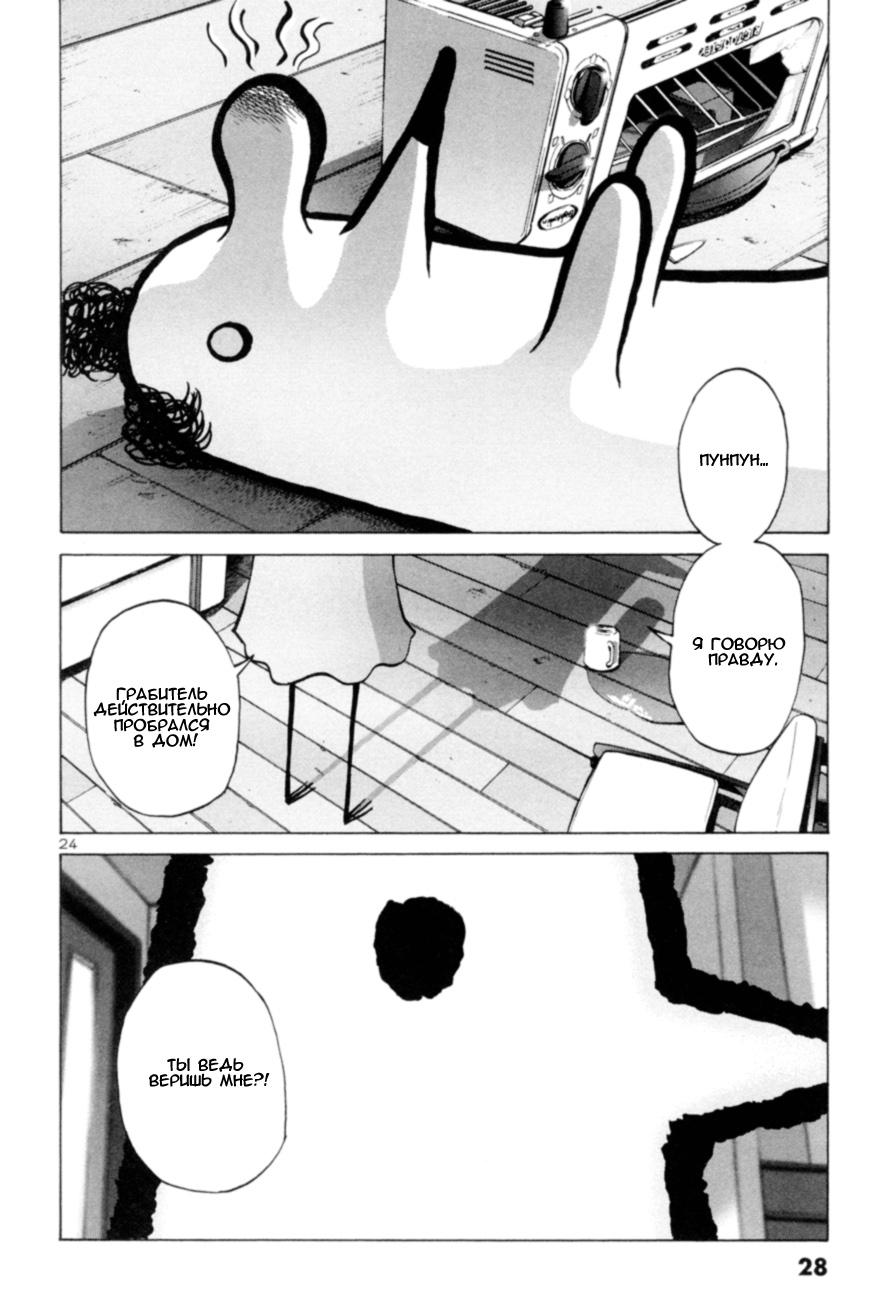 ПУНПУН...
Я ГОВОРЮ
ПРАВДУ.
ГРАБИТЕЛЬ
ДЕЙСТВИТЕЛЬНО
ПРОБРАЛСЯ
В ДОМ!
24
ТЫ ВЕДЬ
ВЕРИШЬ МНЕ?!
28